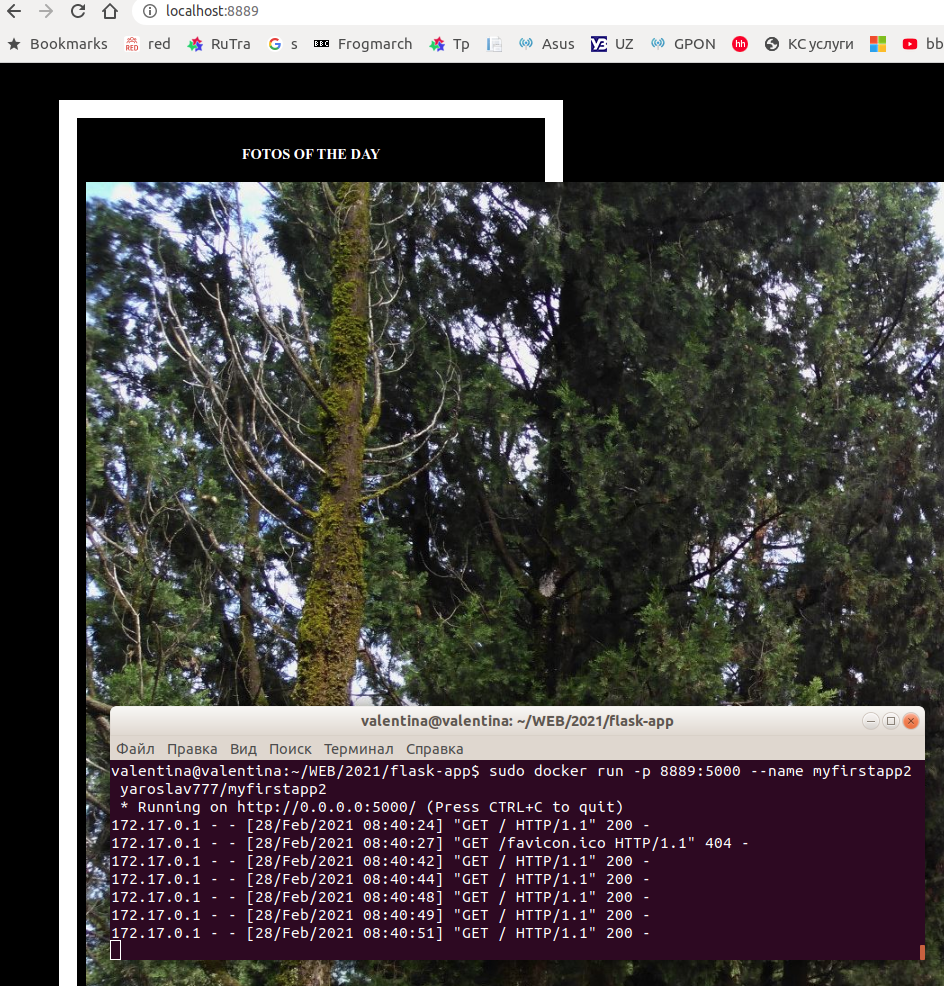 localhost:8889
Bookmarks red RuTra s BBC Frogmarch Tp Asus УЗ UZ GPON hh КС услуги bb
FOTOS OF THE DAY
valentina@valentina: ~/WEB/2021/flask-app
Файл Правка Вид Поиск Терминал Справка
valentina@valentina:~/WEB/2021/flask-app$ sudo docker run -p 8889:5000 --name myfirstapp2
yaroslav777/myfirstapp2
* Running on http://0.0.0.0:5000/ (Press CTRL+C to quit)
172.17.0.1 - - [28/Feb/2021 08:40:24] "GET / HTTP/1.1" 200 -
172.17.0.1 - - [28/Feb/2021 08:40:27] "GET /favicon.ico HTTP/1.1" 404 -
172.17.0.1 - - [28/Feb/2021 08:40:42] "GET / HTTP/1.1" 200 -
172.17.0.1 - - [28/Feb/2021 08:40:44] "GET / HTTP/1.1" 200 -
172.17.0.1 - - [28/Feb/2021 08:40:48] "GET / HTTP/1.1" 200 -
172.17.0.1 - - [28/Feb/2021 08:40:49] "GET / HTTP/1.1" 200 -
172.17.0.1 - - [28/Feb/2021 08:40:51] "GET / HTTP/1.1" 200 -